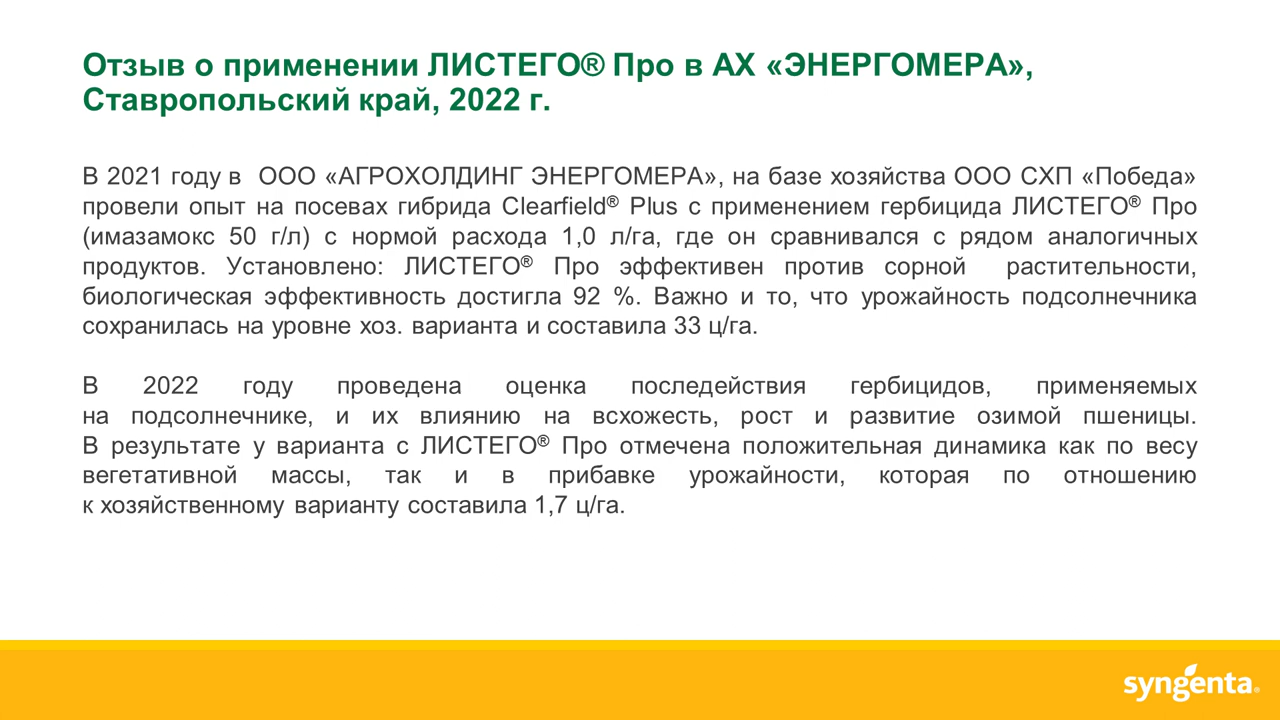 Отзыв о применении ЛИСТЕГО® Про в АХ «ЭНЕРГОМЕРА»,
Ставропольский край, 2022 г.
В 2021 году в  ООО «АГРОХОЛДИНГ ЭНЕРГОМЕРА», на базе хозяйства ООО СХП «Победа»
провели опыт на посевах гибрида Clearfield® Plus с применением гербицида ЛИСТЕГО® Про
(имазамокс 50 г/л) с нормой расхода 1,0 л/га, где он сравнивался с рядом аналогичных
продуктов. Установлено: ЛИСТЕГО® Про эффективен против сорной  растительности,
биологическая эффективность достигла 92 %. Важно и то, что урожайность подсолнечника
сохранилась на уровне хоз. варианта и составила 33 ц/га.
В 2022 году проведена оценка последействия гербицидов, применяемых
на подсолнечнике, и их влиянию на всхожесть, рост и развитие озимой пшеницы.
В результате у варианта с ЛИСТЕГО® Про отмечена положительная динамика как по весу
вегетативной массы, так и в прибавке урожайности, которая по отношению
к хозяйственному варианту составила 1,7 ц/га.
syngenta®